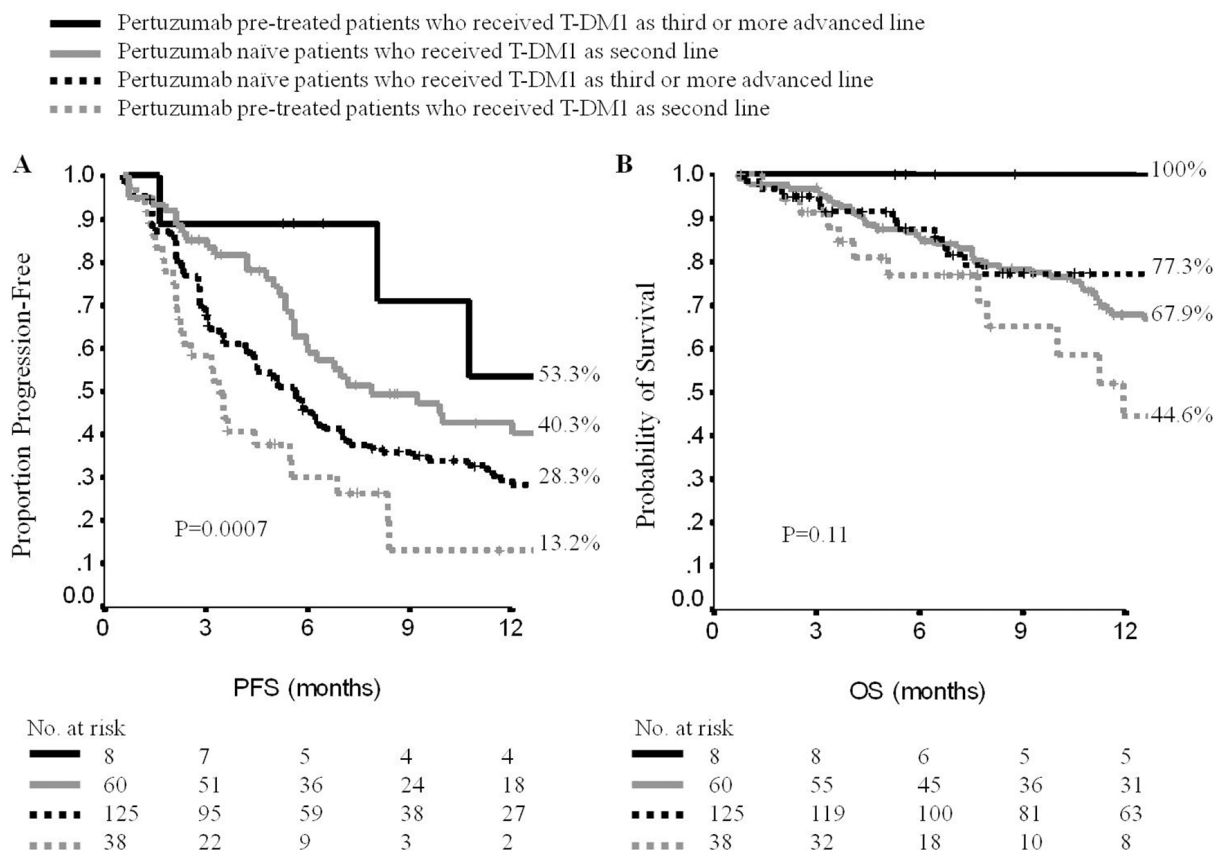 Pertuzumab pre-treated patients who received T-DM1 as third or more advanced line
Pertuzumab naïve patients who received T-DM1 as second line
Pertuzumab naïve patients who received T-DM1 as third or more advanced line
Pertuzumab pre-treated patients who received T-DM1 as second line
A
Proportion Progression-Free
1.0
.9
.8
.7
.6
.5
.4
.3
.2
.1
0.0
53.3%
40.3%
28.3%
13.2%
P=0.0007
0 3 6 9 12
PFS (months)
B
Probability of Survival
1.0
.9
.8
.7
.6
.5
.4
.3
.2
.1
0.0
100%
77.3%
67.9%
44.6%
P=0.11
0 3 6 9 12
OS (months)
No. at risk
8 7 5 4 4
60 51 36 24 18
125 95 59 38 27
38 22 9 3 2
No. at risk
8 8 6 5 5
60 55 45 36 31
125 119 100 81 63
38 32 18 10 8